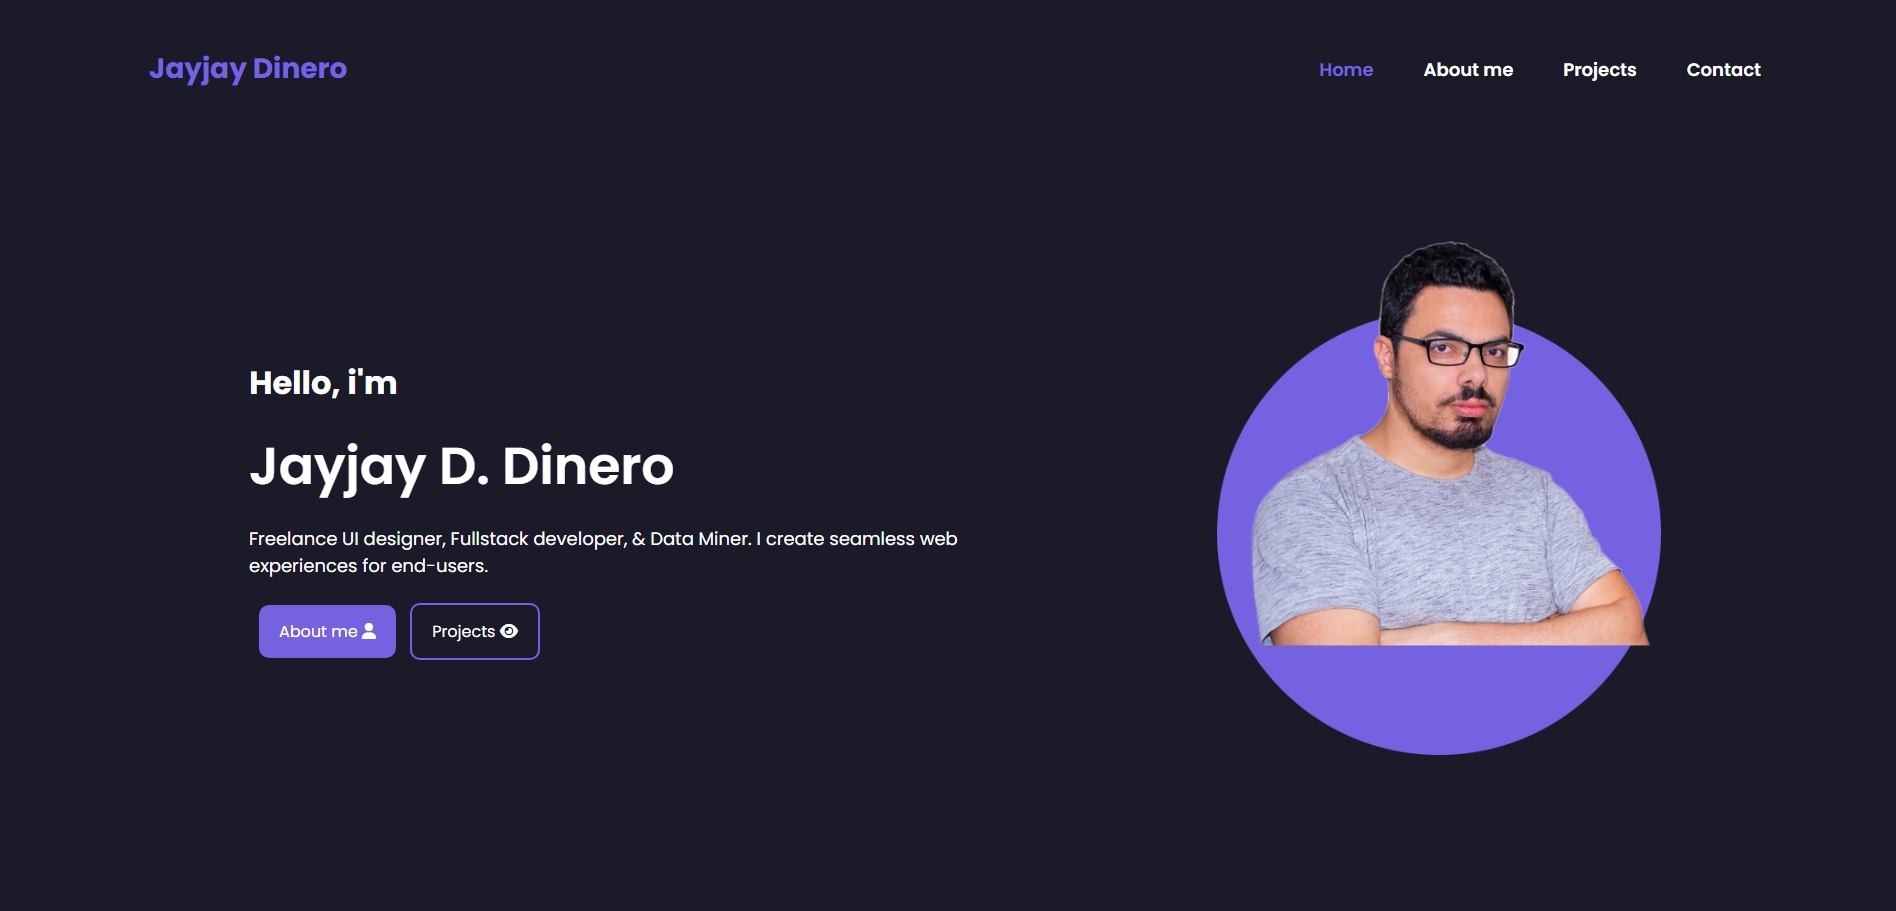 Jayjay Dinero
Home About me Projects Contact
Hello, i'm
Jayjay D. Dinero
Freelance UI designer, Fullstack developer, & Data Miner. I create seamless web
experiences for end-users.
About me
Projects